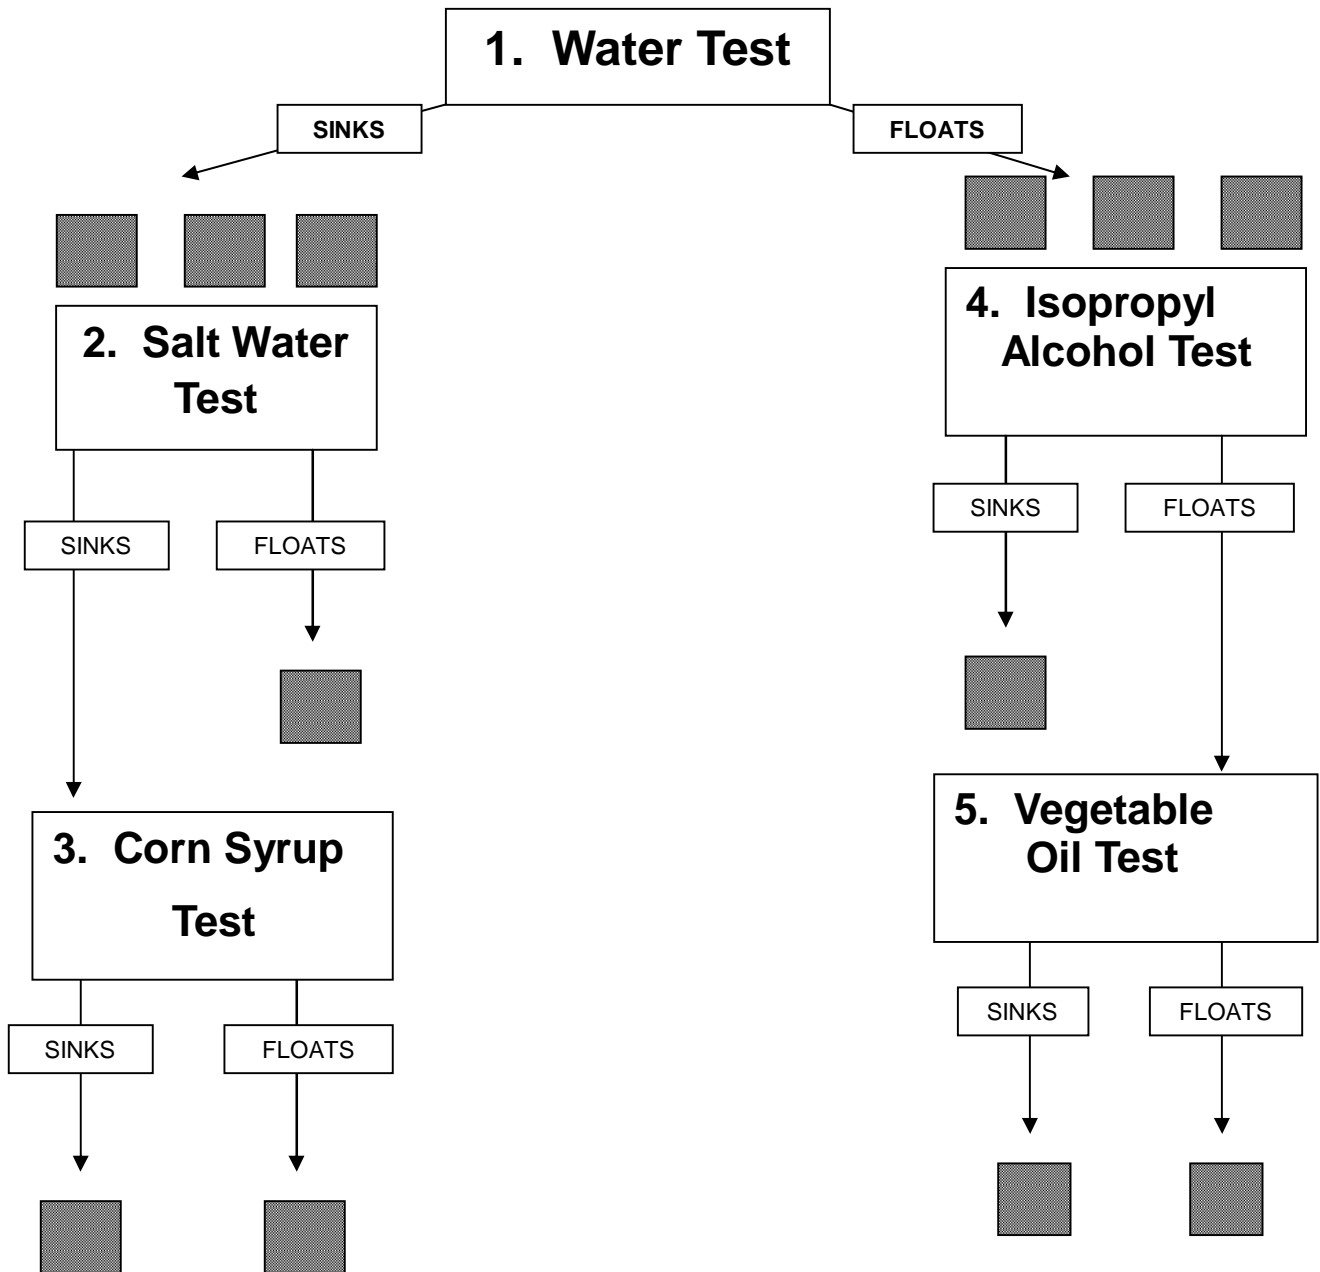 1. Water Test
SINKS
FLOATS
2. Salt Water
Test
SINKS
FLOATS
3. Corn Syrup
Test
SINKS
FLOATS
4. Isopropyl
Alcohol Test
SINKS
FLOATS
5. Vegetable
Oil Test
SINKS
FLOATS